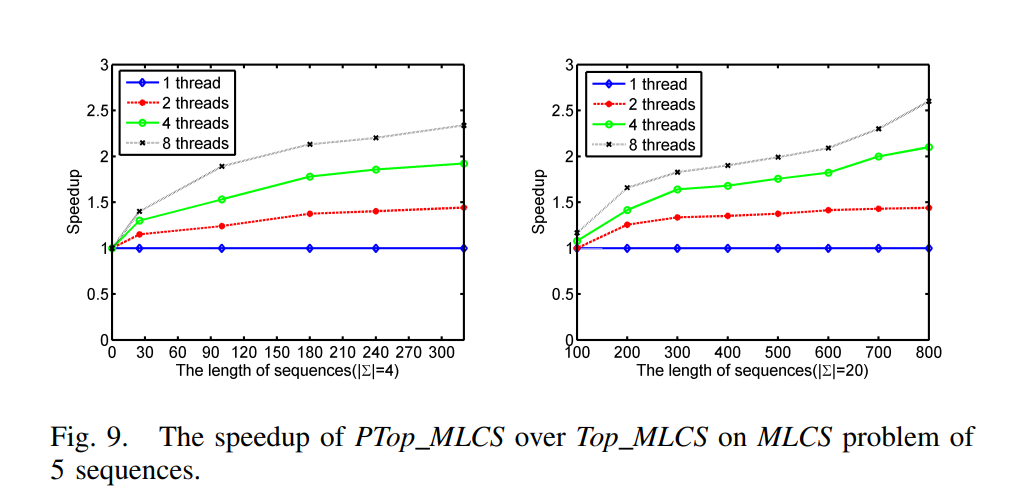 3
2.5
2
1.5
1
0.5
0
Speedup
1 thread
2 threads
4 threads
8 threads
0 30 60 90 120 150 180 210 240 270 300
The length of sequences(|Σ|=4)
3
2.5
2
1.5
1
0.5
0
Speedup
1 thread
2 threads
4 threads
8 threads
100 200 300 400 500 600 700 800
The length of sequences(|Σ|=20)
Fig. 9. The speedup of PTop_MLCS over Top_MLCS on MLCS problem of
5 sequences.